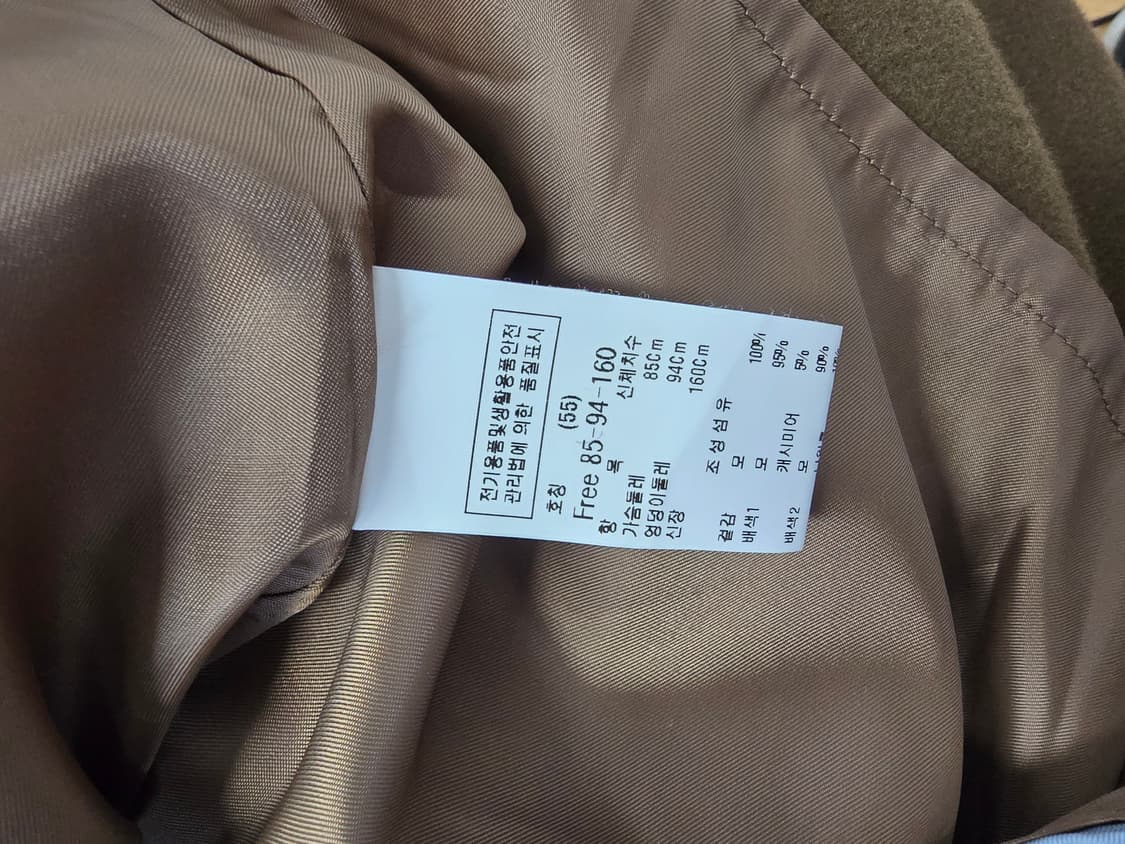 전기용품및생활용품안전
관리법에 의한 품질표시
호칭 (55)
Free 85-94-160
항 목 신체치수
가슴둘레 85Cm
엉덩이둘레 94Cm
신장 160Cm
조성섬유
겉감 모 100%
배색1 모 95%
캐시미어 5%
배색2 모 90%